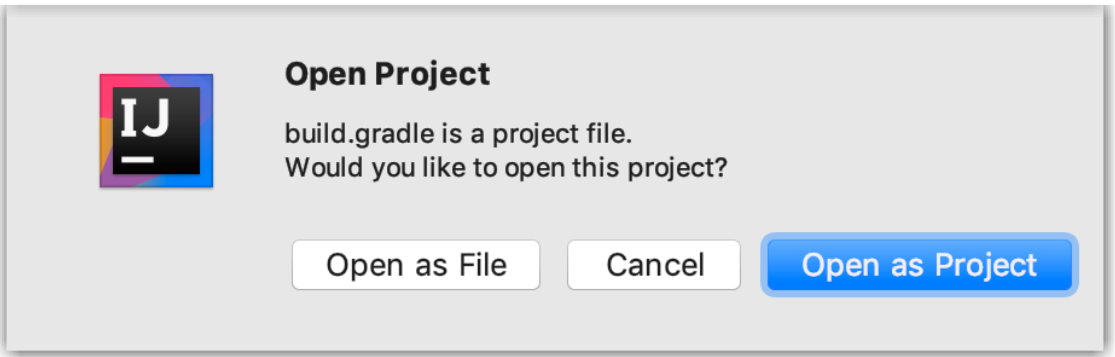 IJ
Open Project
build.gradle is a project file.
Would you like to open this project?
Open as File
Cancel
Open as Project